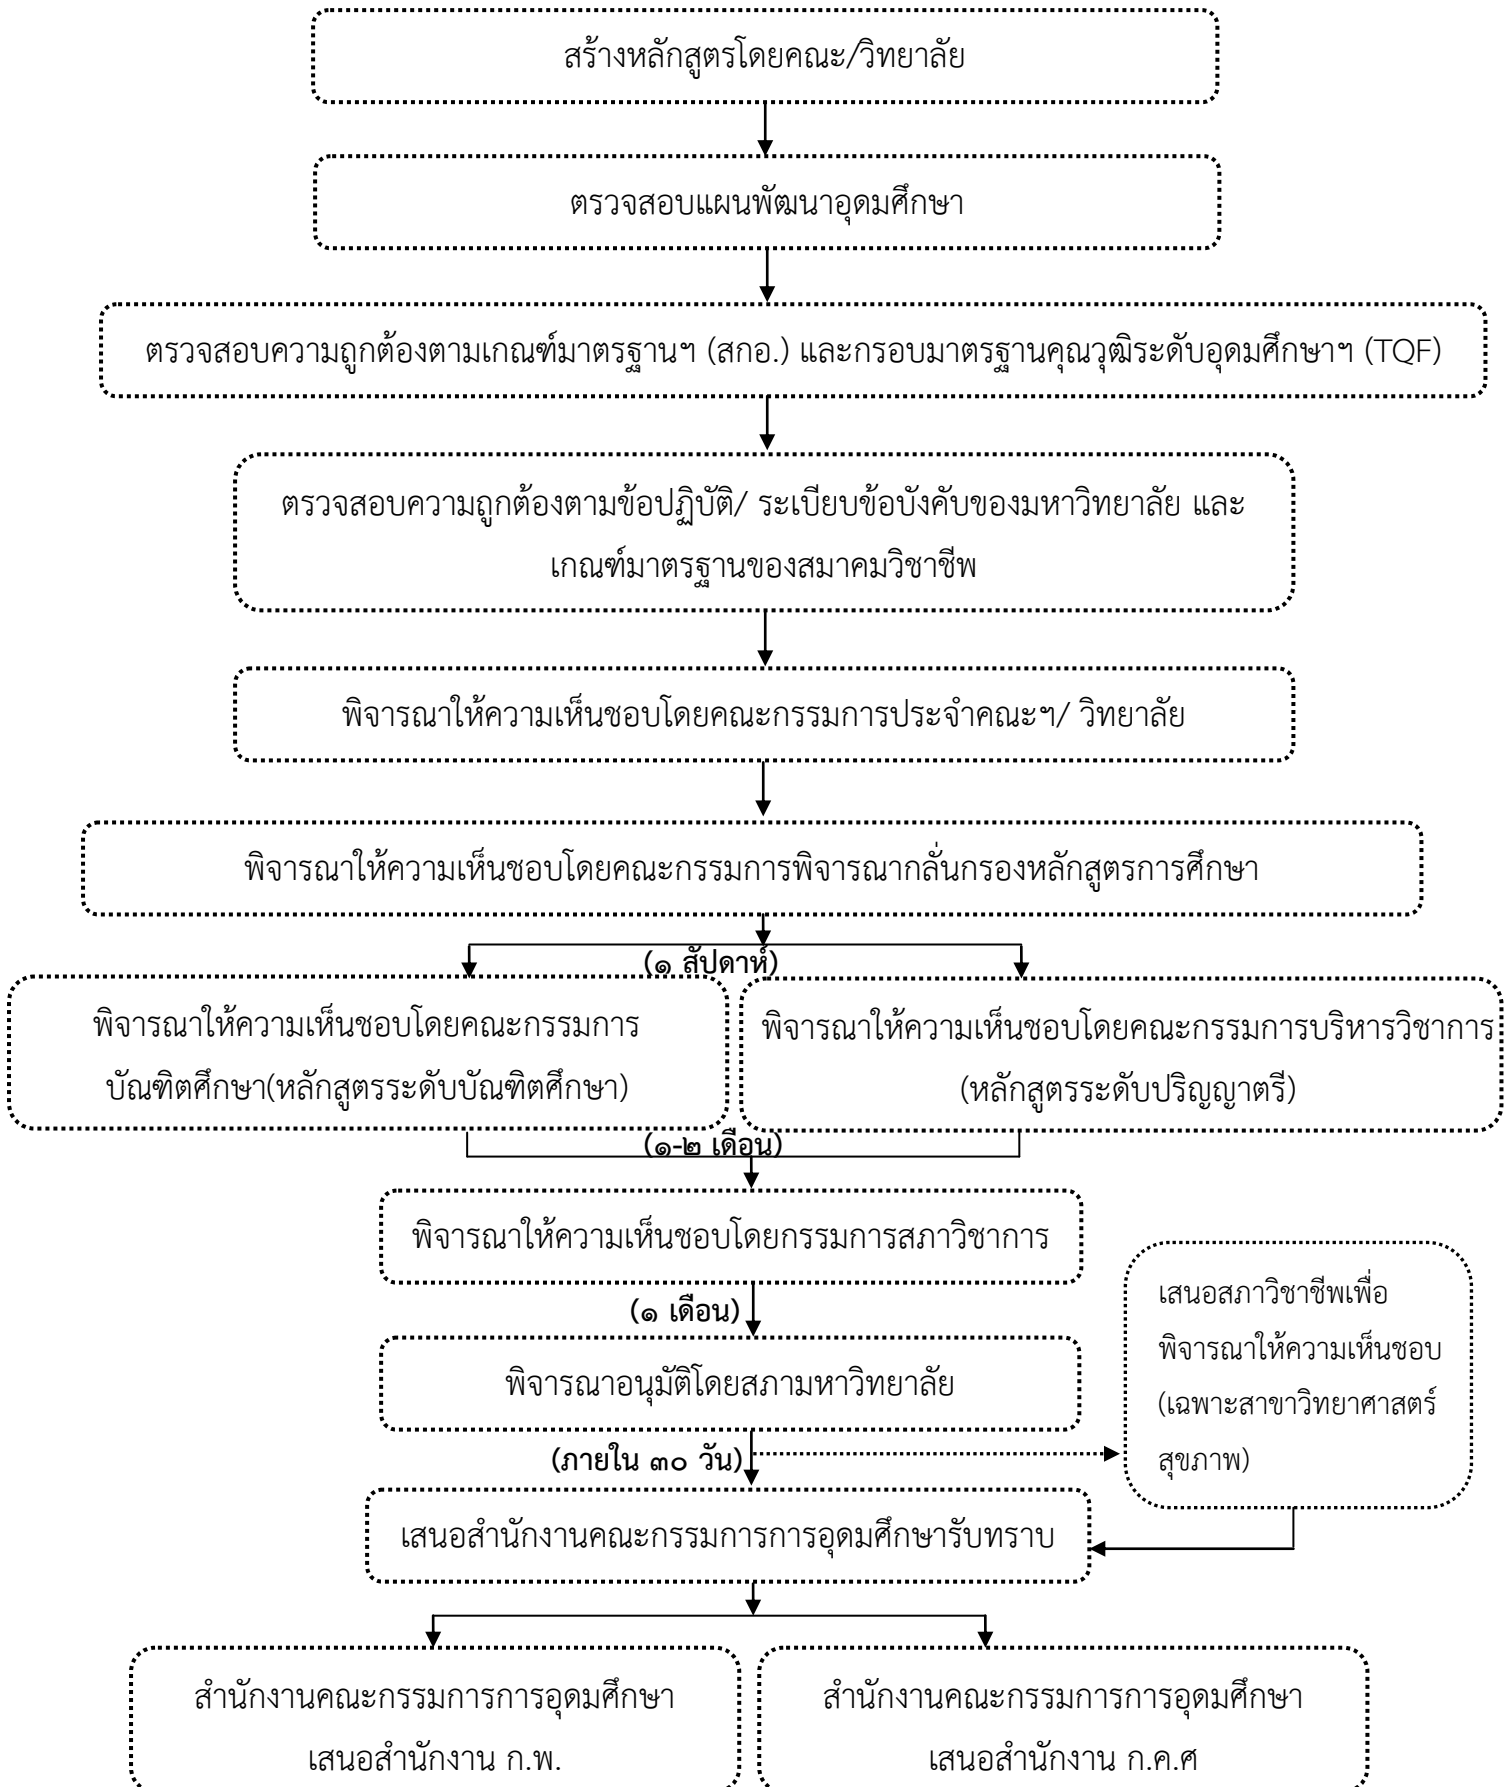 สร้างหลักสูตรโดยคณะ/วิทยาลัย
ตรวจสอบแผนพัฒนาอุดมศึกษา
ตรวจสอบความถูกต้องตามเกณฑ์มาตรฐานฯ (สกอ.) และกรอบมาตรฐานคุณวุฒิระดับอุดมศึกษาฯ (TQF)
ตรวจสอบความถูกต้องตามข้อปฏิบัติ/ ระเบียบข้อบังคับของมหาวิทยาลัย และ
เกณฑ์มาตรฐานของสมาคมวิชาชีพ
พิจารณาให้ความเห็นชอบโดยคณะกรรมการประจำคณะฯ/ วิทยาลัย
พิจารณาให้ความเห็นชอบโดยคณะกรรมการพิจารณากลั่นกรองหลักสูตรการศึกษา
(๑ สัปดาห์)
พิจารณาให้ความเห็นชอบโดยคณะกรรมการ
บัณฑิตศึกษา(หลักสูตรระดับบัณฑิตศึกษา)
พิจารณาให้ความเห็นชอบโดยคณะกรรมการบริหารวิชาการ
(หลักสูตรระดับปริญญาตรี)
(๑-๒ เดือน)
พิจารณาให้ความเห็นชอบโดยกรรมการสภาวิชาการ
(๑ เดือน)
พิจารณาอนุมัติโดยสภามหาวิทยาลัย
(ภายใน ๓๐ วัน)
เสนอสภาวิชาชีพเพื่อ
พิจารณาให้ความเห็นชอบ
(เฉพาะสาขาวิทยาศาสตร์
สุขภาพ)
เสนอสำนักงานคณะกรรมการการอุดมศึกษารับทราบ
สำนักงานคณะกรรมการการอุดมศึกษา
เสนอสำนักงาน ก.พ.
สำนักงานคณะกรรมการการอุดมศึกษา
เสนอสำนักงาน ก.ค.ศ